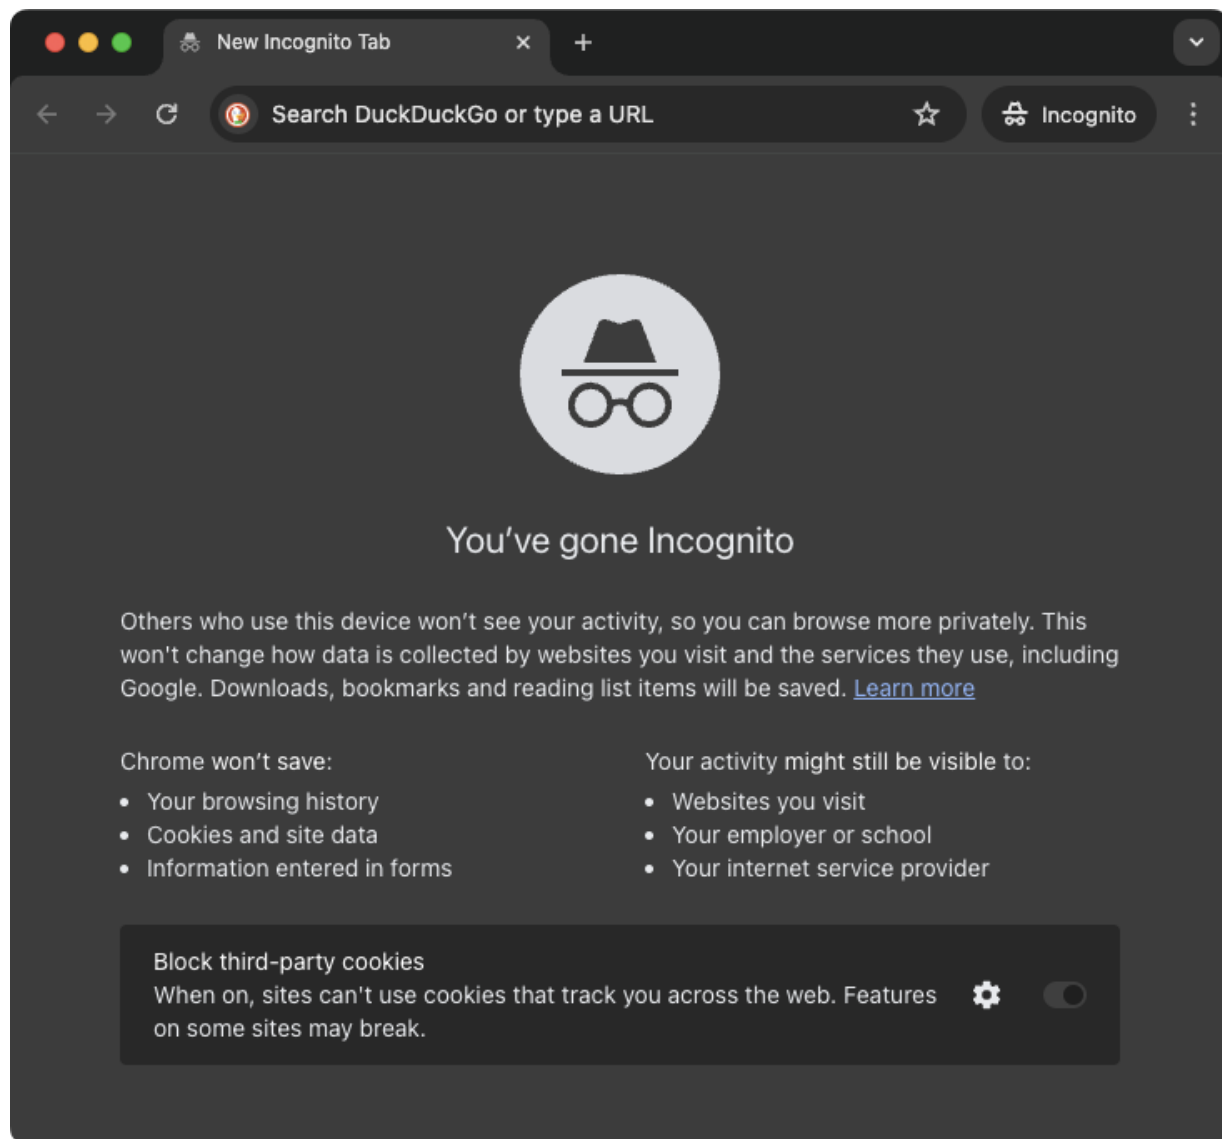 New Incognito Tab
Search DuckDuckGo or type a URL
Incognito
You’ve gone Incognito
Others who use this device won’t see your activity, so you can browse more privately. This
won't change how data is collected by websites you visit and the services they use, including
Google. Downloads, bookmarks and reading list items will be saved. Learn more
Chrome won’t save:
Your browsing history
Cookies and site data
Information entered in forms
Your activity might still be visible to:
Websites you visit
Your employer or school
Your internet service provider
Block third-party cookies
When on, sites can't use cookies that track you across the web. Features
on some sites may break.